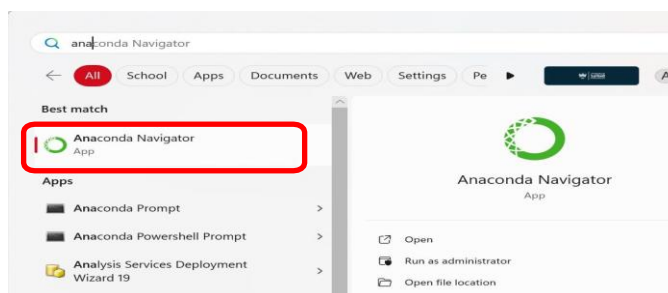 anaconda Navigator
All School Apps Documents Web Settings Pe
Best match
Anaconda Navigator
App
Apps
Anaconda Prompt
Anaconda Powershell Prompt
Analysis Services Deployment
Wizard 19
Anaconda Navigator
App
Open
Run as administrator
Open file location